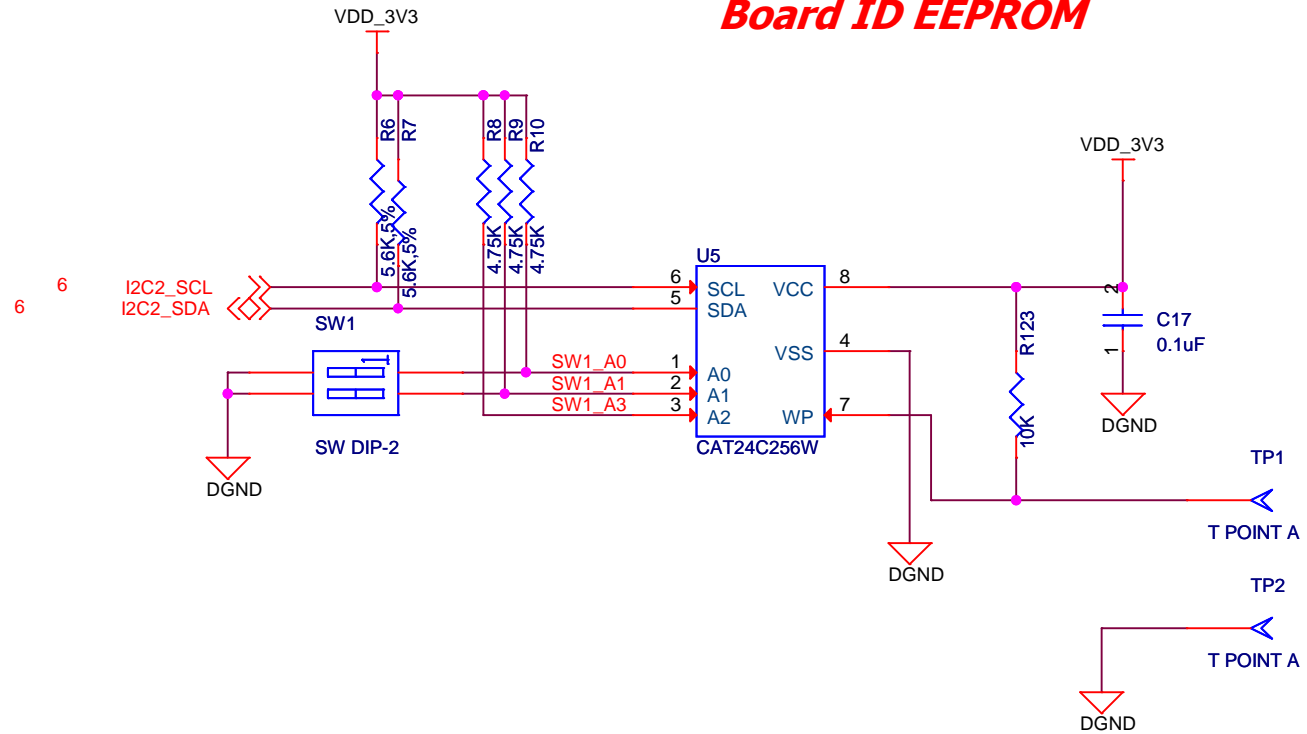 Board ID EEPROM
VDD_3V3
R6
R7
R8
R9
R10
5.6K,5%
5.6K,5%
4.75K
4.75K
4.75K
VDD_3V3
6
6
I2C2_SCL
I2C2_SDA
U5
6
5
1
2
3
SCL
SDA
A0
A1
A2
VCC
VSS
WP
8
4
7
CAT24C256W
SW1
1
SW DIP-2
SW1_A0
SW1_A1
SW1_A3
DGND
R123
10K
2
1
C17
0.1uF
DGND
DGND
TP1
T POINT A
TP2
T POINT A
DGND